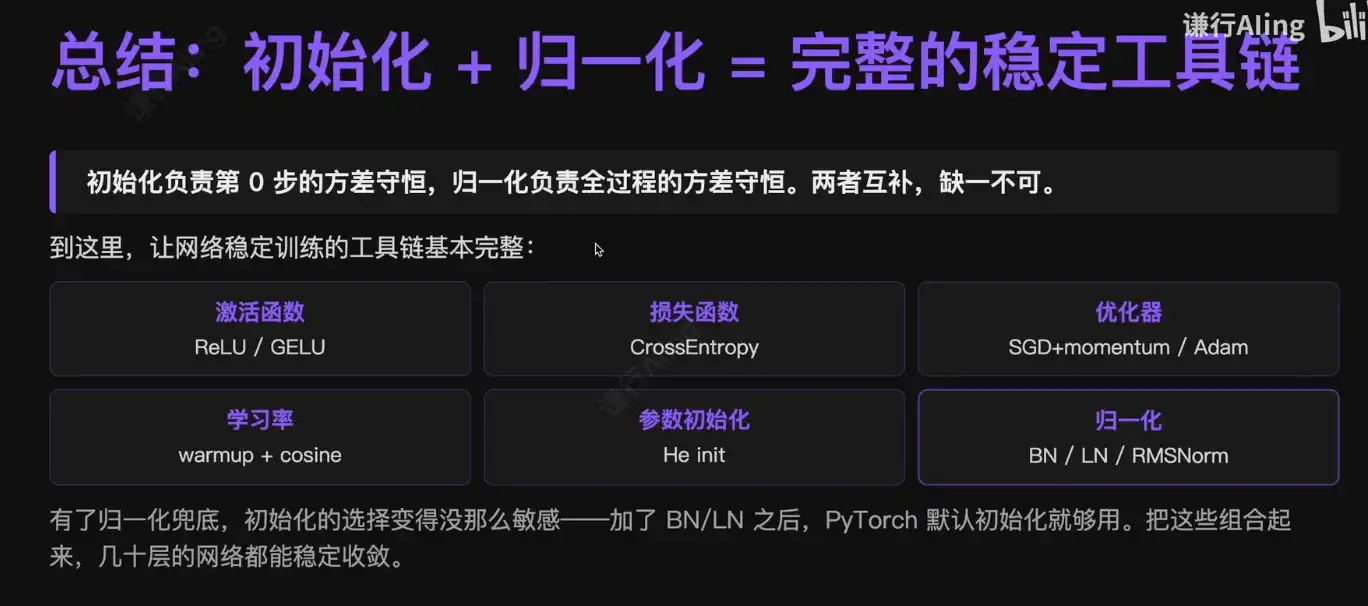 谦行AIing bili
总结：初始化 + 归一化 = 完整的稳定工具链
初始化负责第 0 步的方差守恒，归一化负责全过程的方差守恒。两者互补，缺一不可。
到这里，让网络稳定训练的工具链基本完整：
激活函数
ReLU / GELU
损失函数
CrossEntropy
优化器
SGD+momentum / Adam
学习率
warmup + cosine
参数初始化
He init
归一化
BN / LN / RMSNorm
有了归一化兜底，初始化的选择变得没那么敏感——加了 BN/LN 之后，PyTorch 默认初始化就够用。把这些组合起
来，几十层的网络都能稳定收敛。